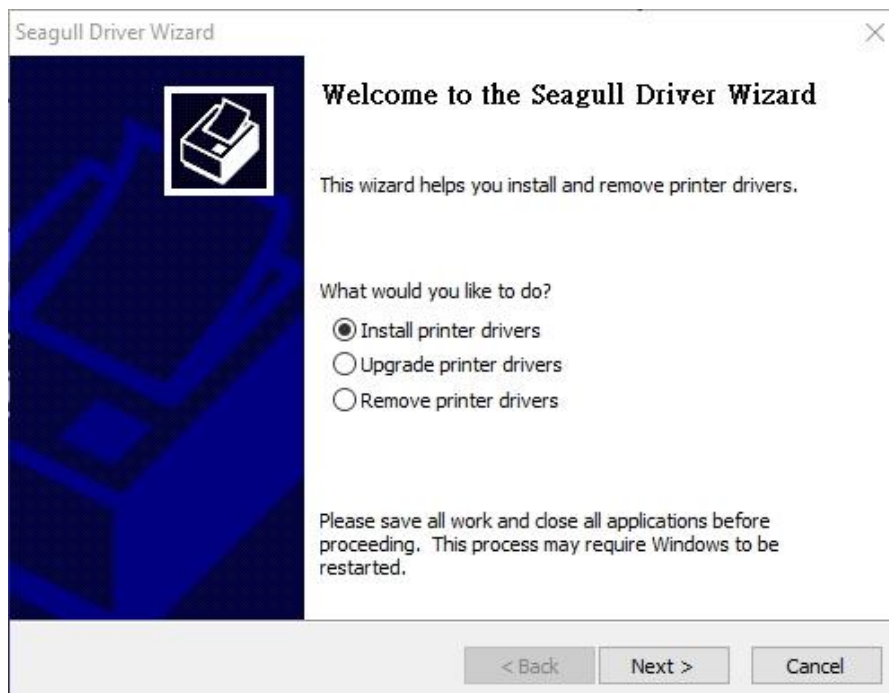 Seagull Driver Wizard
Welcome to the Seagull Driver Wizard
This wizard helps you install and remove printer drivers.
What would you like to do?
Install printer drivers
Upgrade printer drivers
Remove printer drivers
Please save all work and close all applications before
proceeding.  This process may require Windows to be
restarted.
< Back
Next >
Cancel